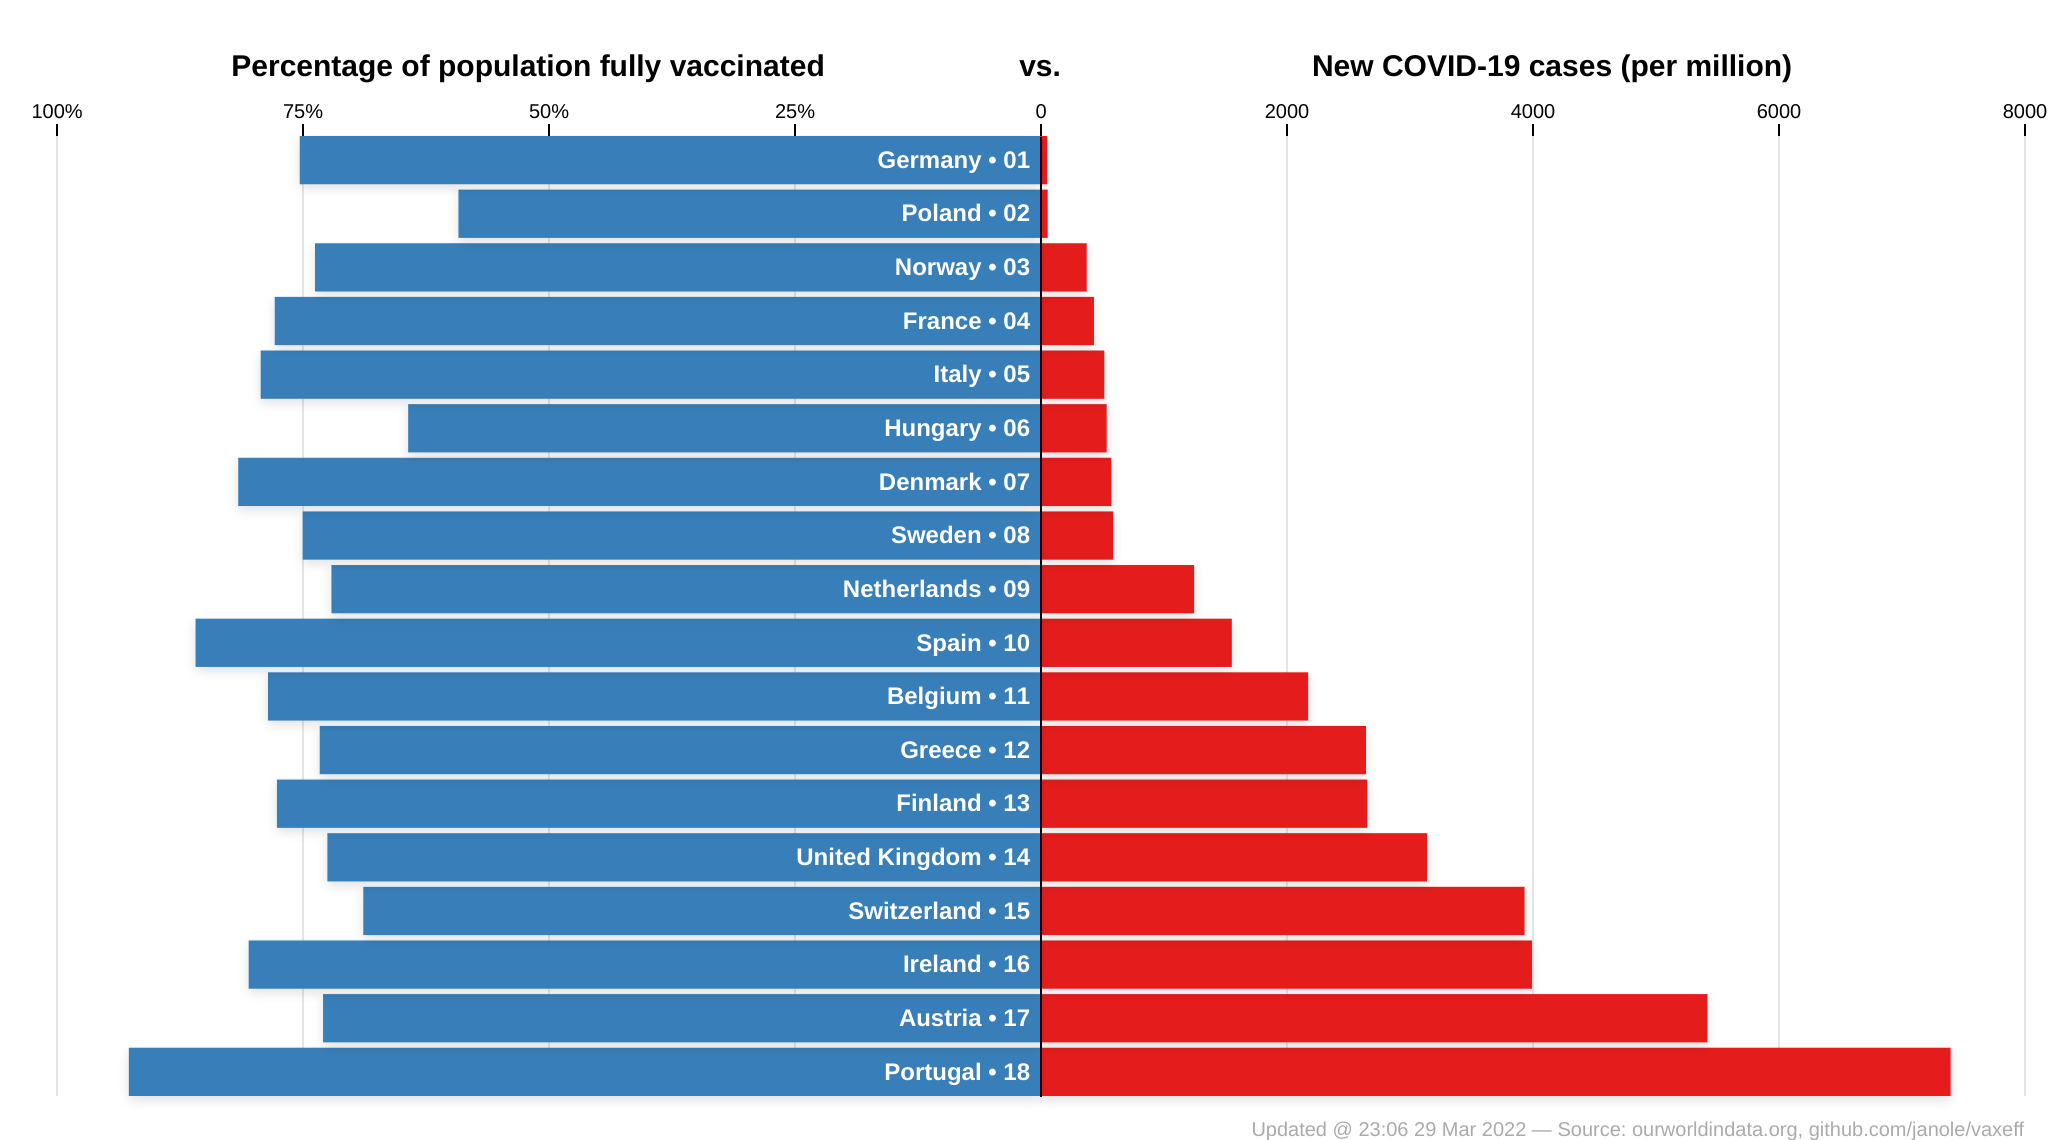 Percentage of population fully vaccinated vs. New COVID-19 cases (per million)
100% 75% 50% 25% 0 2000 4000 6000 8000
Germany • 01
Poland • 02
Norway • 03
France • 04
Italy • 05
Hungary • 06
Denmark • 07
Sweden • 08
Netherlands • 09
Spain • 10
Belgium • 11
Greece • 12
Finland • 13
United Kingdom • 14
Switzerland • 15
Ireland • 16
Austria • 17
Portugal • 18
Updated @ 23:06 29 Mar 2022 — Source: ourworldindata.org, github.com/janole/vaxeff